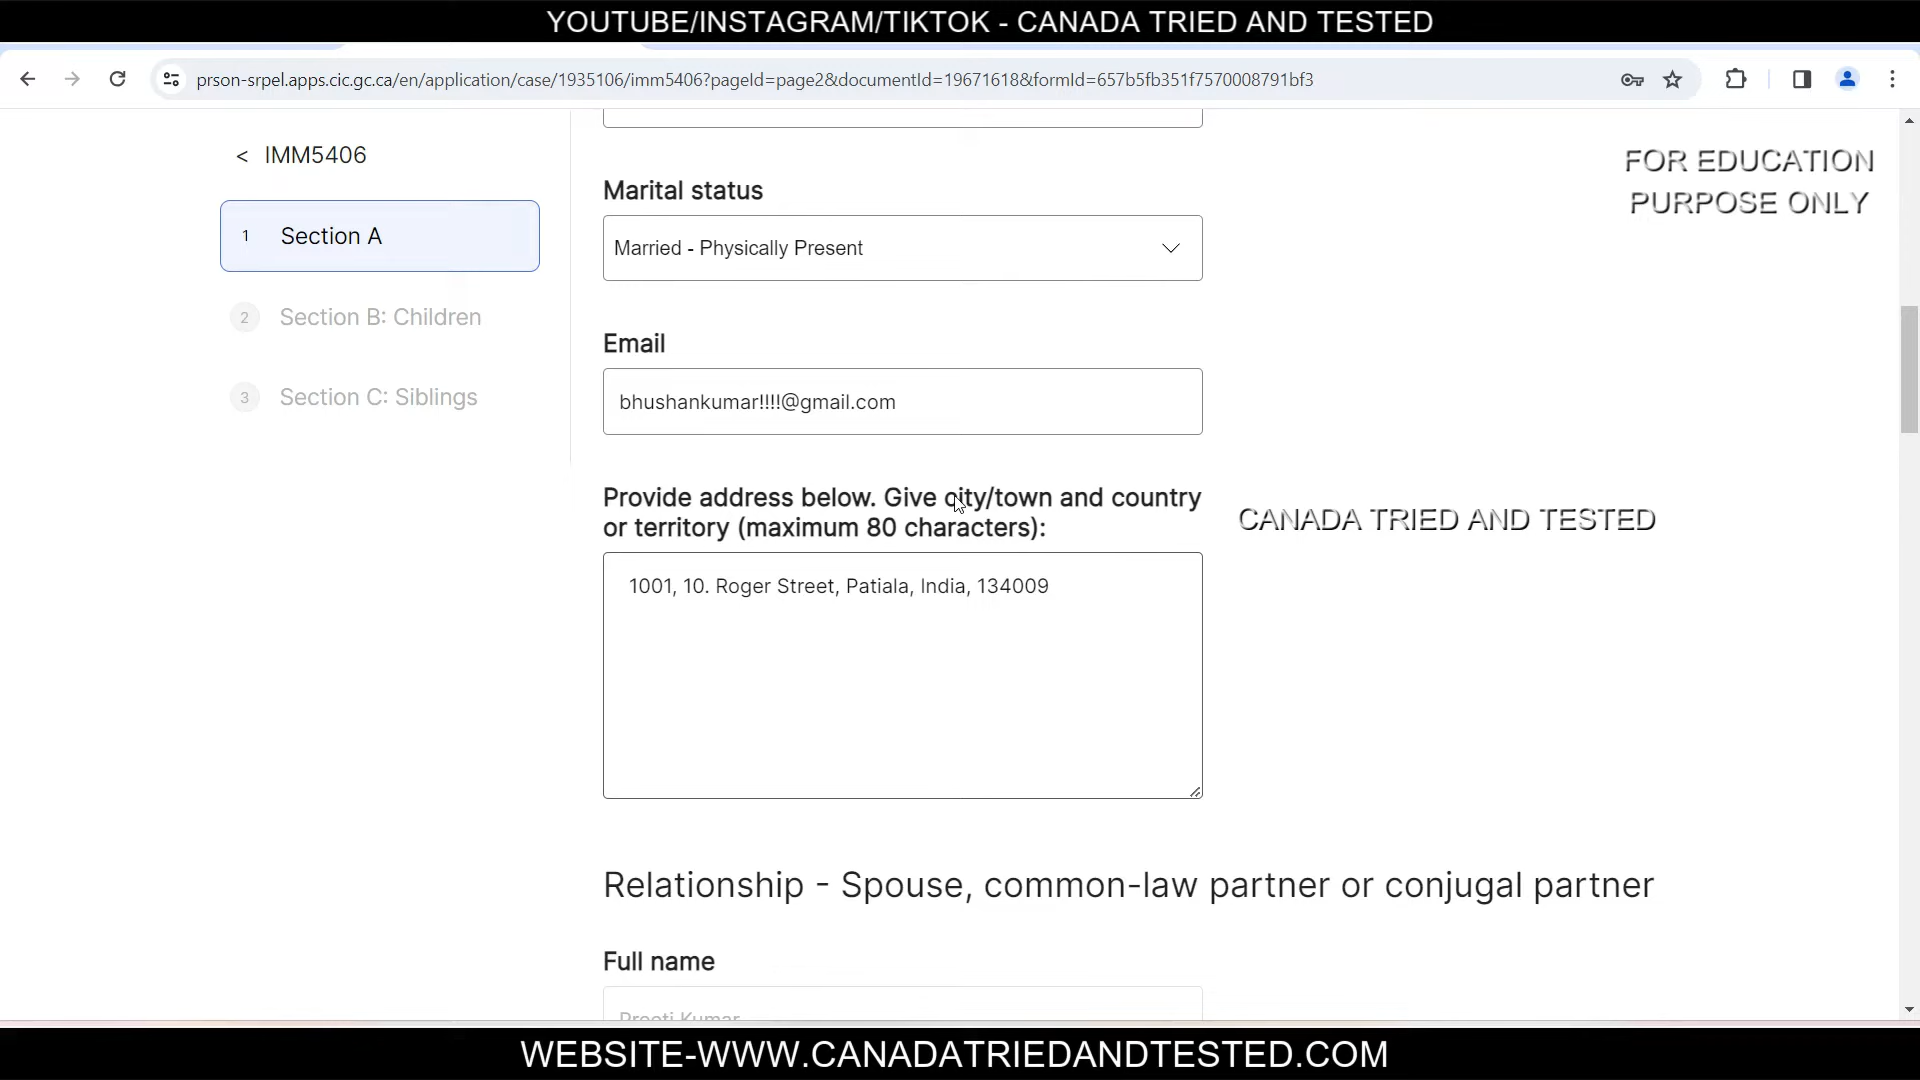 YOUTUBE/INSTAGRAM/TIKTOK - CANADA TRIED AND TESTED
prson-srpel.apps.cic.gc.ca/en/application/case/1935106/imm5406?pageId=page2&documentId=19671618&formId=657b5fb351f7570008791bf3
< IMM5406
1 Section A
2 Section B: Children
3 Section C: Siblings
FOR EDUCATION
PURPOSE ONLY
Marital status
Married - Physically Present
Email
bhushankumar!!!!@gmail.com
Provide address below. Give city/town and country
or territory (maximum 80 characters):
CANADA TRIED AND TESTED
1001, 10. Roger Street, Patiala, India, 134009
Relationship - Spouse, common-law partner or conjugal partner
Full name
Preeti Kumar
WEBSITE-WWW.CANADATRIEDANDTESTED.COM